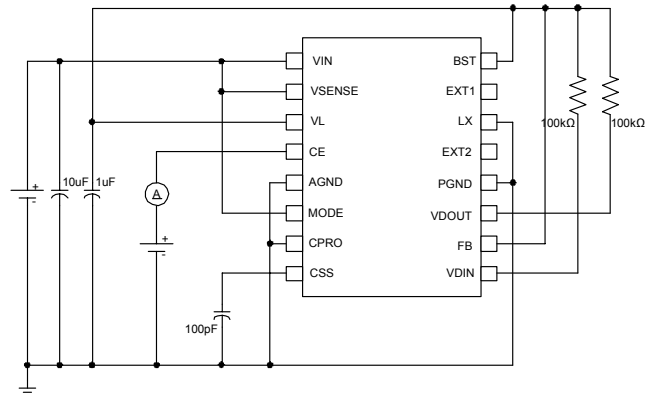 VIN
VSENSE
VL
CE
AGND
MODE
CPRO
CSS
BST
EXT1
LX
EXT2
PGND
VDOUT
FB
VDIN
100kΩ
100kΩ
+
-
10uF
1uF
A
+
-
100pF